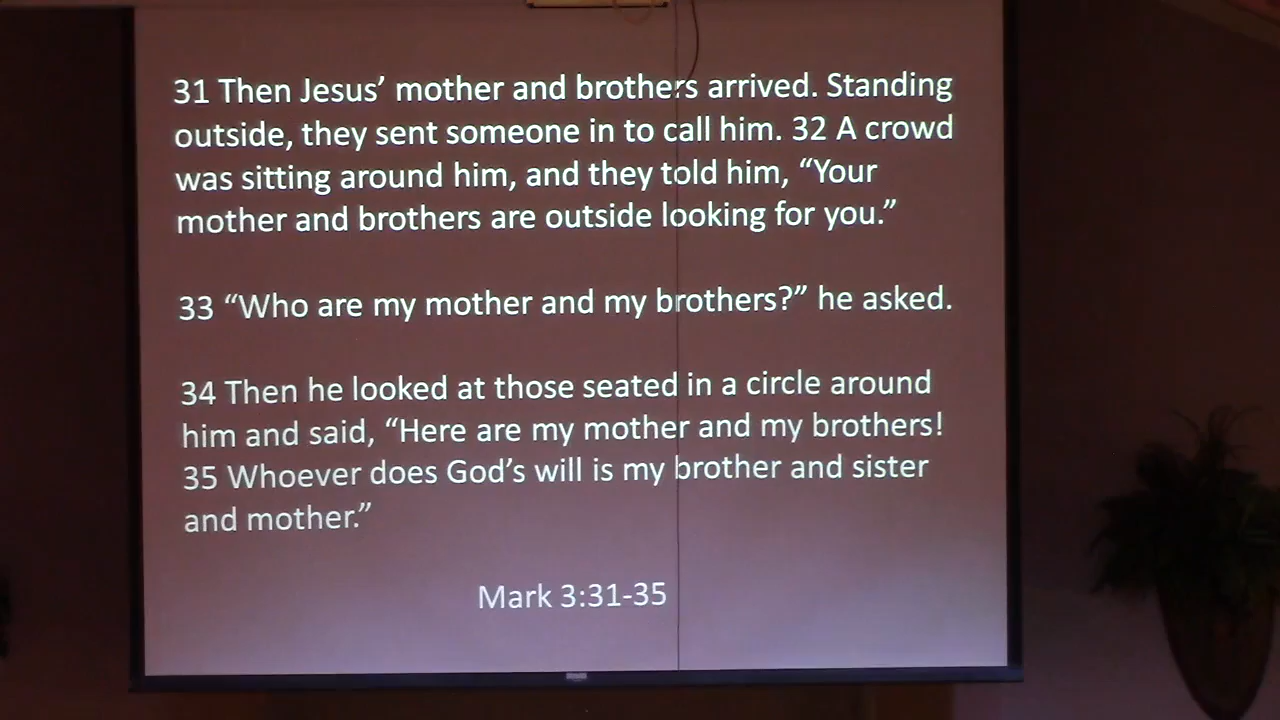 31 Then Jesus’ mother and brothers arrived. Standing
outside, they sent someone in to call him. 32 A crowd
was sitting around him, and they told him, “Your
mother and brothers are outside looking for you.”
33 “Who are my mother and my brothers?” he asked.
34 Then he looked at those seated in a circle around
him and said, “Here are my mother and my brothers!
35 Whoever does God’s will is my brother and sister
and mother.”
Mark 3:31-35